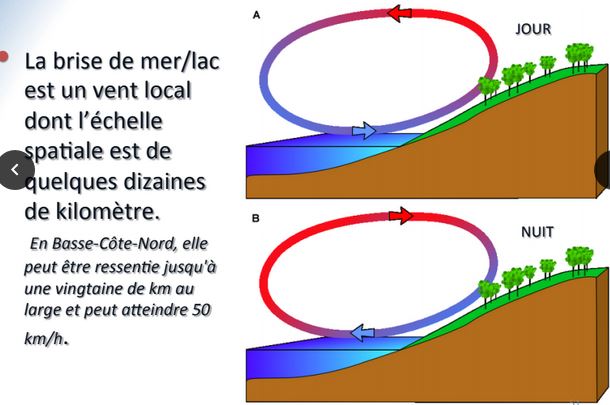 La brise de mer/lac
est un vent local
dont l'échelle
spatiale est de
quelques dizaines
de kilomètre.
En Basse-Côte-Nord, elle
peut être ressentie jusqu'à
une vingtaine de km au
large et peut atteindre 50
km/h.
A
JOUR
B
NUIT